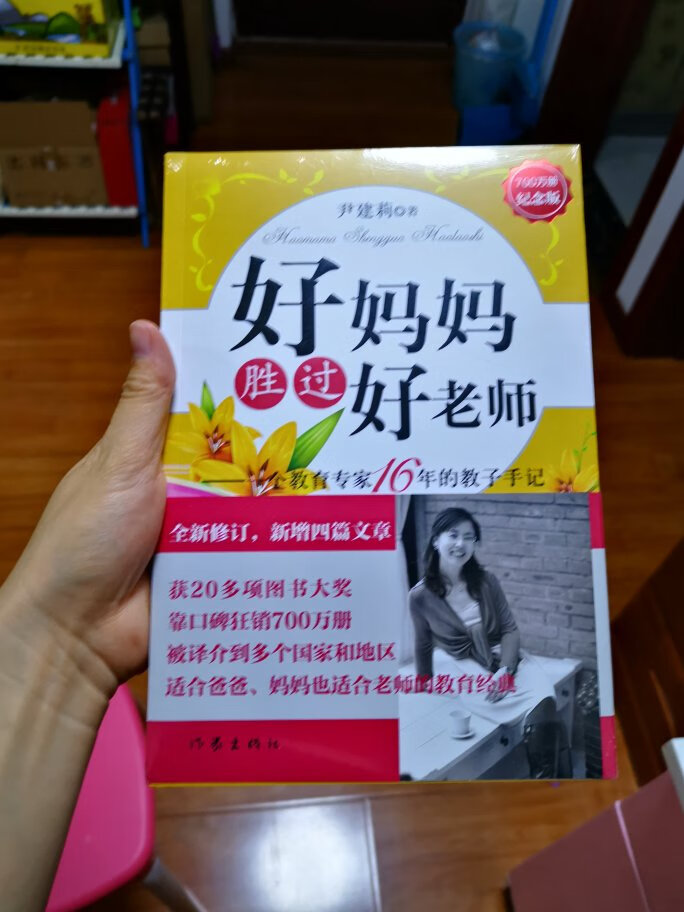 700万册
纪念版
尹建莉 著
Haomama Shengguo Haolaoshi
好妈妈
胜过
好老师
——一个教育专家16年的教子手记
全新修订，新增四篇文章
获20多项图书大奖
靠口碑狂销700万册
被译介到多个国家和地区
适合爸爸、妈妈也适合老师的教育经典
作家出版社